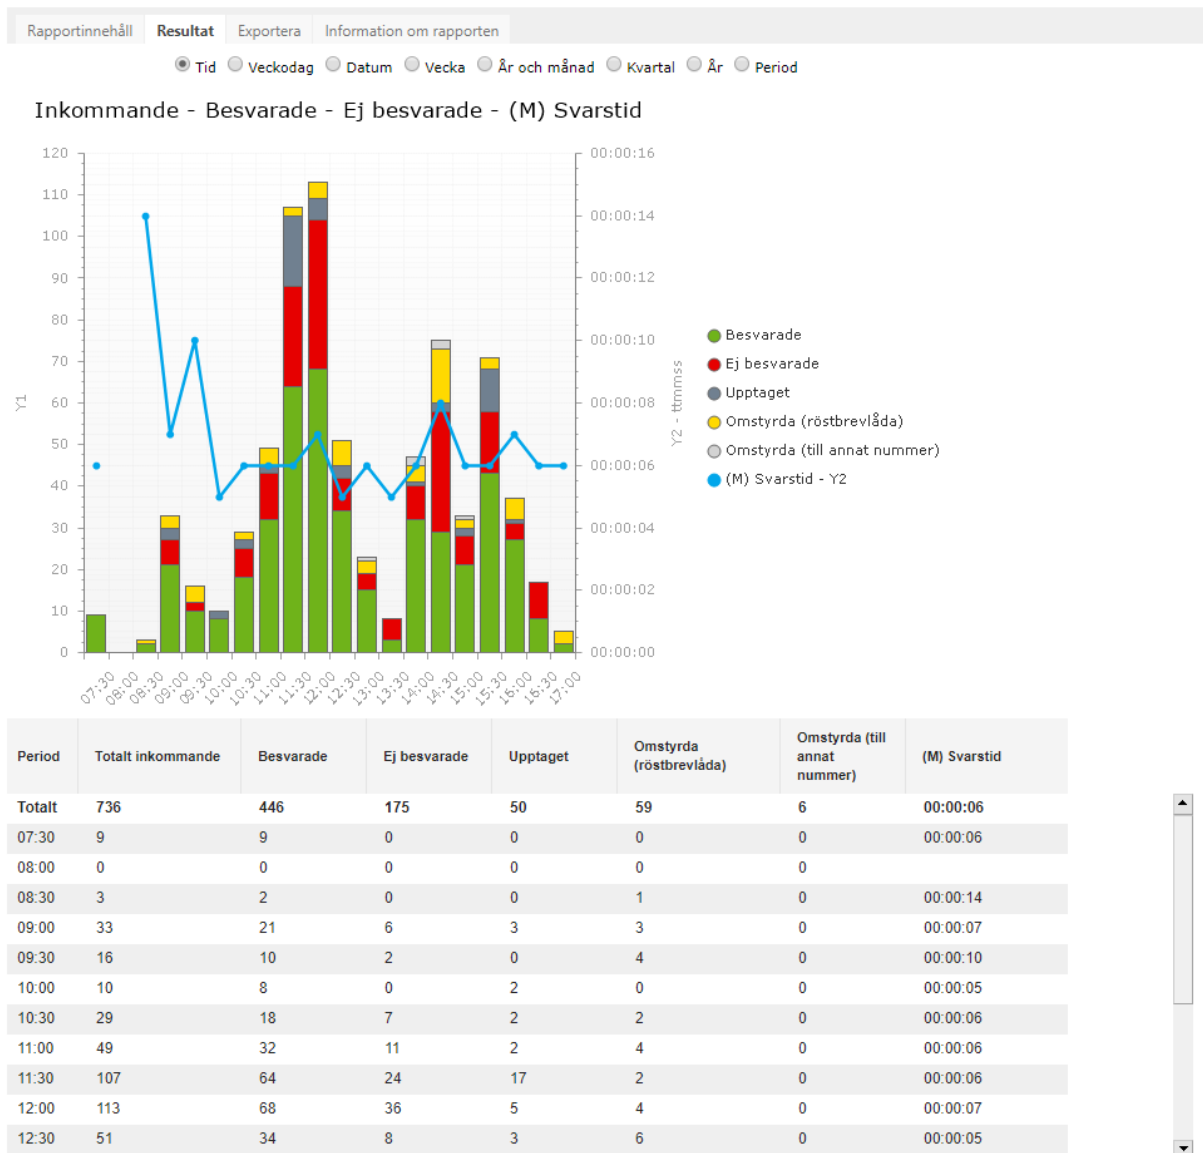 Rapportinnehåll Resultat Exportera Information om rapporten
Tid Veckodag Datum Vecka År och månad Kvartal År Period
Inkommande - Besvarade - Ej besvarade - (M) Svarstid
120 00:00:16
110
00:00:14
100
90 00:00:12
80
00:00:10
70
60 00:00:08
50
00:00:06
40
30 00:00:04
20
00:00:02
10
0 00:00:00
Y1
Y2 - ttmmss
Besvarade
Ej besvarade
Upptaget
Omstyrda (röstbrevlåda)
Omstyrda (till annat nummer)
(M) Svarstid - Y2
07:30 08:00 08:30 09:00 09:30 10:00 10:30 11:00 11:30 12:00 12:30 13:00 13:30 14:00 14:30 15:00 15:30 16:00 16:30 17:00
Period Totalt inkommande Besvarade Ej besvarade Upptaget Omstyrda (röstbrevlåda) Omstyrda (till annat nummer) (M) Svarstid
Totalt 736 446 175 50 59 6 00:00:06
07:30 9 9 0 0 0 0 00:00:06
08:00 0 0 0 0 0 0
08:30 3 2 0 0 1 0 00:00:14
09:00 33 21 6 3 3 0 00:00:07
09:30 16 10 2 0 4 0 00:00:10
10:00 10 8 0 2 0 0 00:00:05
10:30 29 18 7 2 2 0 00:00:06
11:00 49 32 11 2 4 0 00:00:06
11:30 107 64 24 17 2 0 00:00:06
12:00 113 68 36 5 4 0 00:00:07
12:30 51 34 8 3 6 0 00:00:05